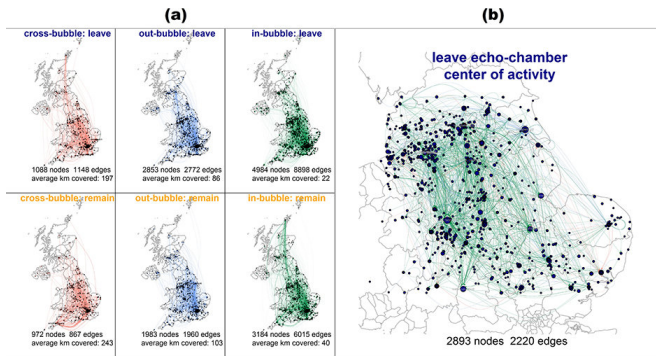 (a)
cross-bubble: leave
out-bubble: leave
in-bubble: leave
1088 nodes 1148 edges
average km covered: 197
2853 nodes 2772 edges
average km covered: 86
4984 nodes 8898 edges
average km covered: 22
cross-bubble: remain
out-bubble: remain
in-bubble: remain
972 nodes 867 edges
average km covered: 243
1983 nodes 1960 edges
average km covered: 103
3184 nodes 6015 edges
average km covered: 40
(b)
leave echo-chamber
center of activity
2893 nodes 2220 edges